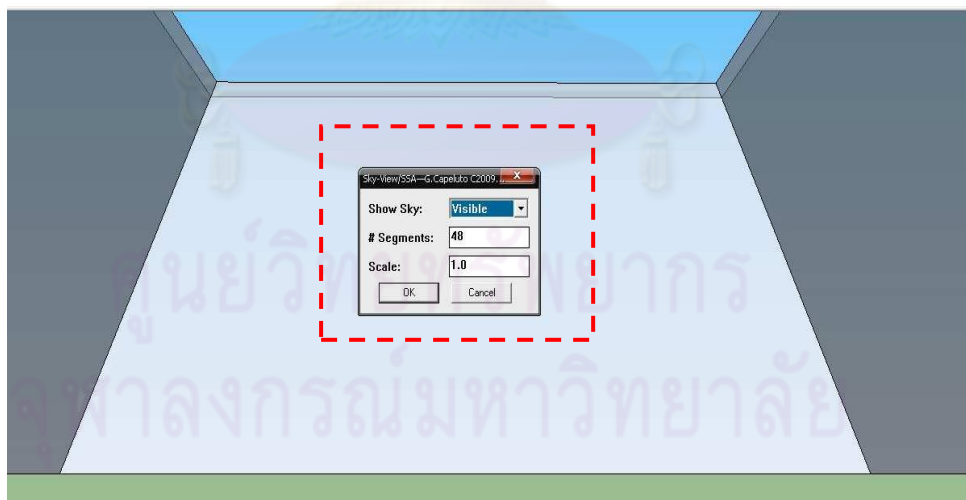 Sky-View/SSA—G.Capeluto C2009...
X
Show Sky:
Visible
# Segments:
48
Scale:
1.0
OK
Cancel
ศูนย์วิทยทรัพยากร
จุฬาลงกรณ์มหาวิทยาลัย